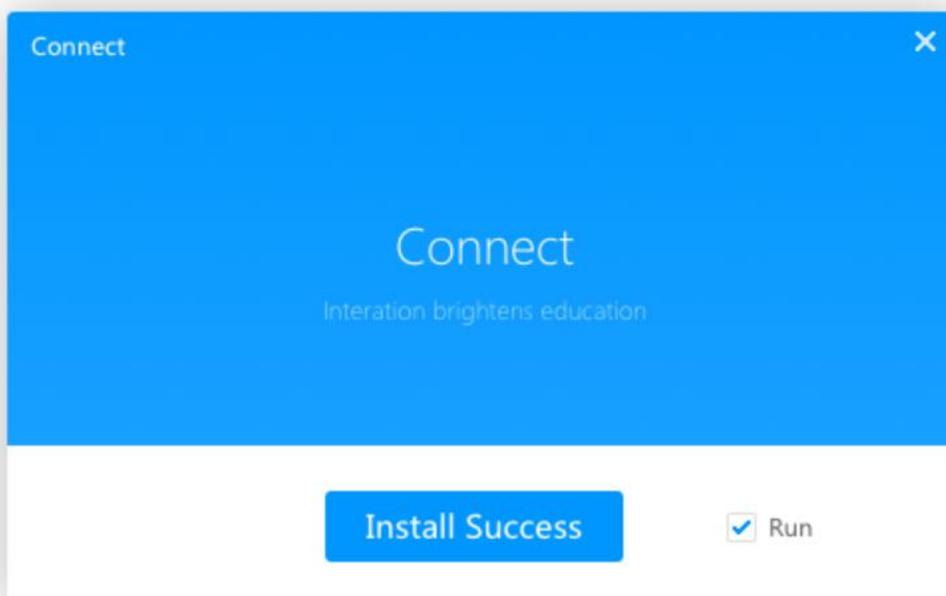 Connect
Connect
Interation brightens education
Install Success
Run